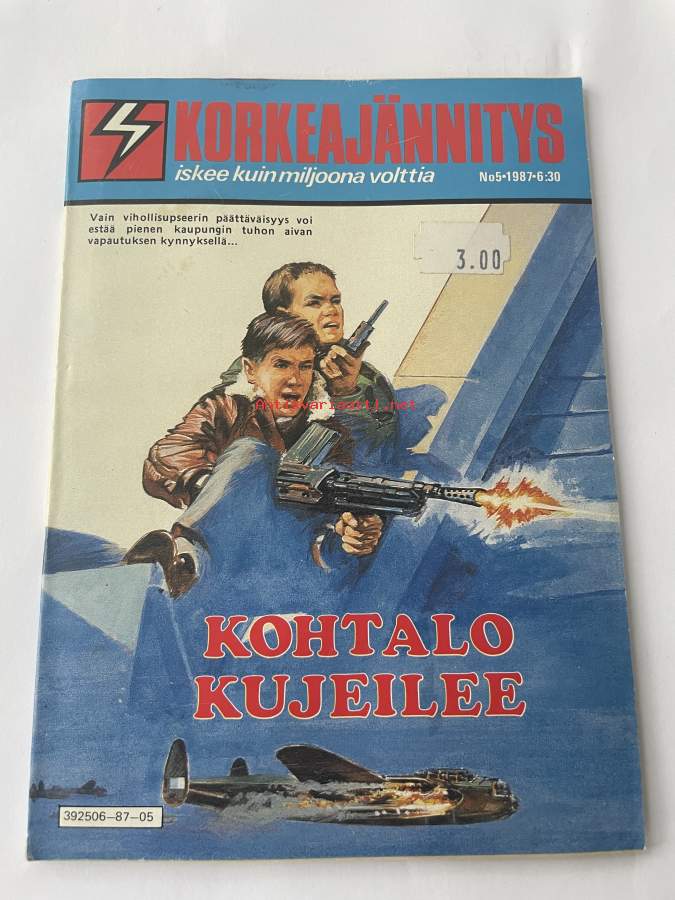 KORKEAJÄNNITYS
iskee kuin miljoona volttia
No5•1987•6:30
Vain vihollisupseerin päättäväisyys voi
estää pienen kaupungin tuhon aivan
vapautuksen kynnyksellä...
3.00
Antikvariaatti.net
KOHTALO
KUJEILEE
392506-87-05